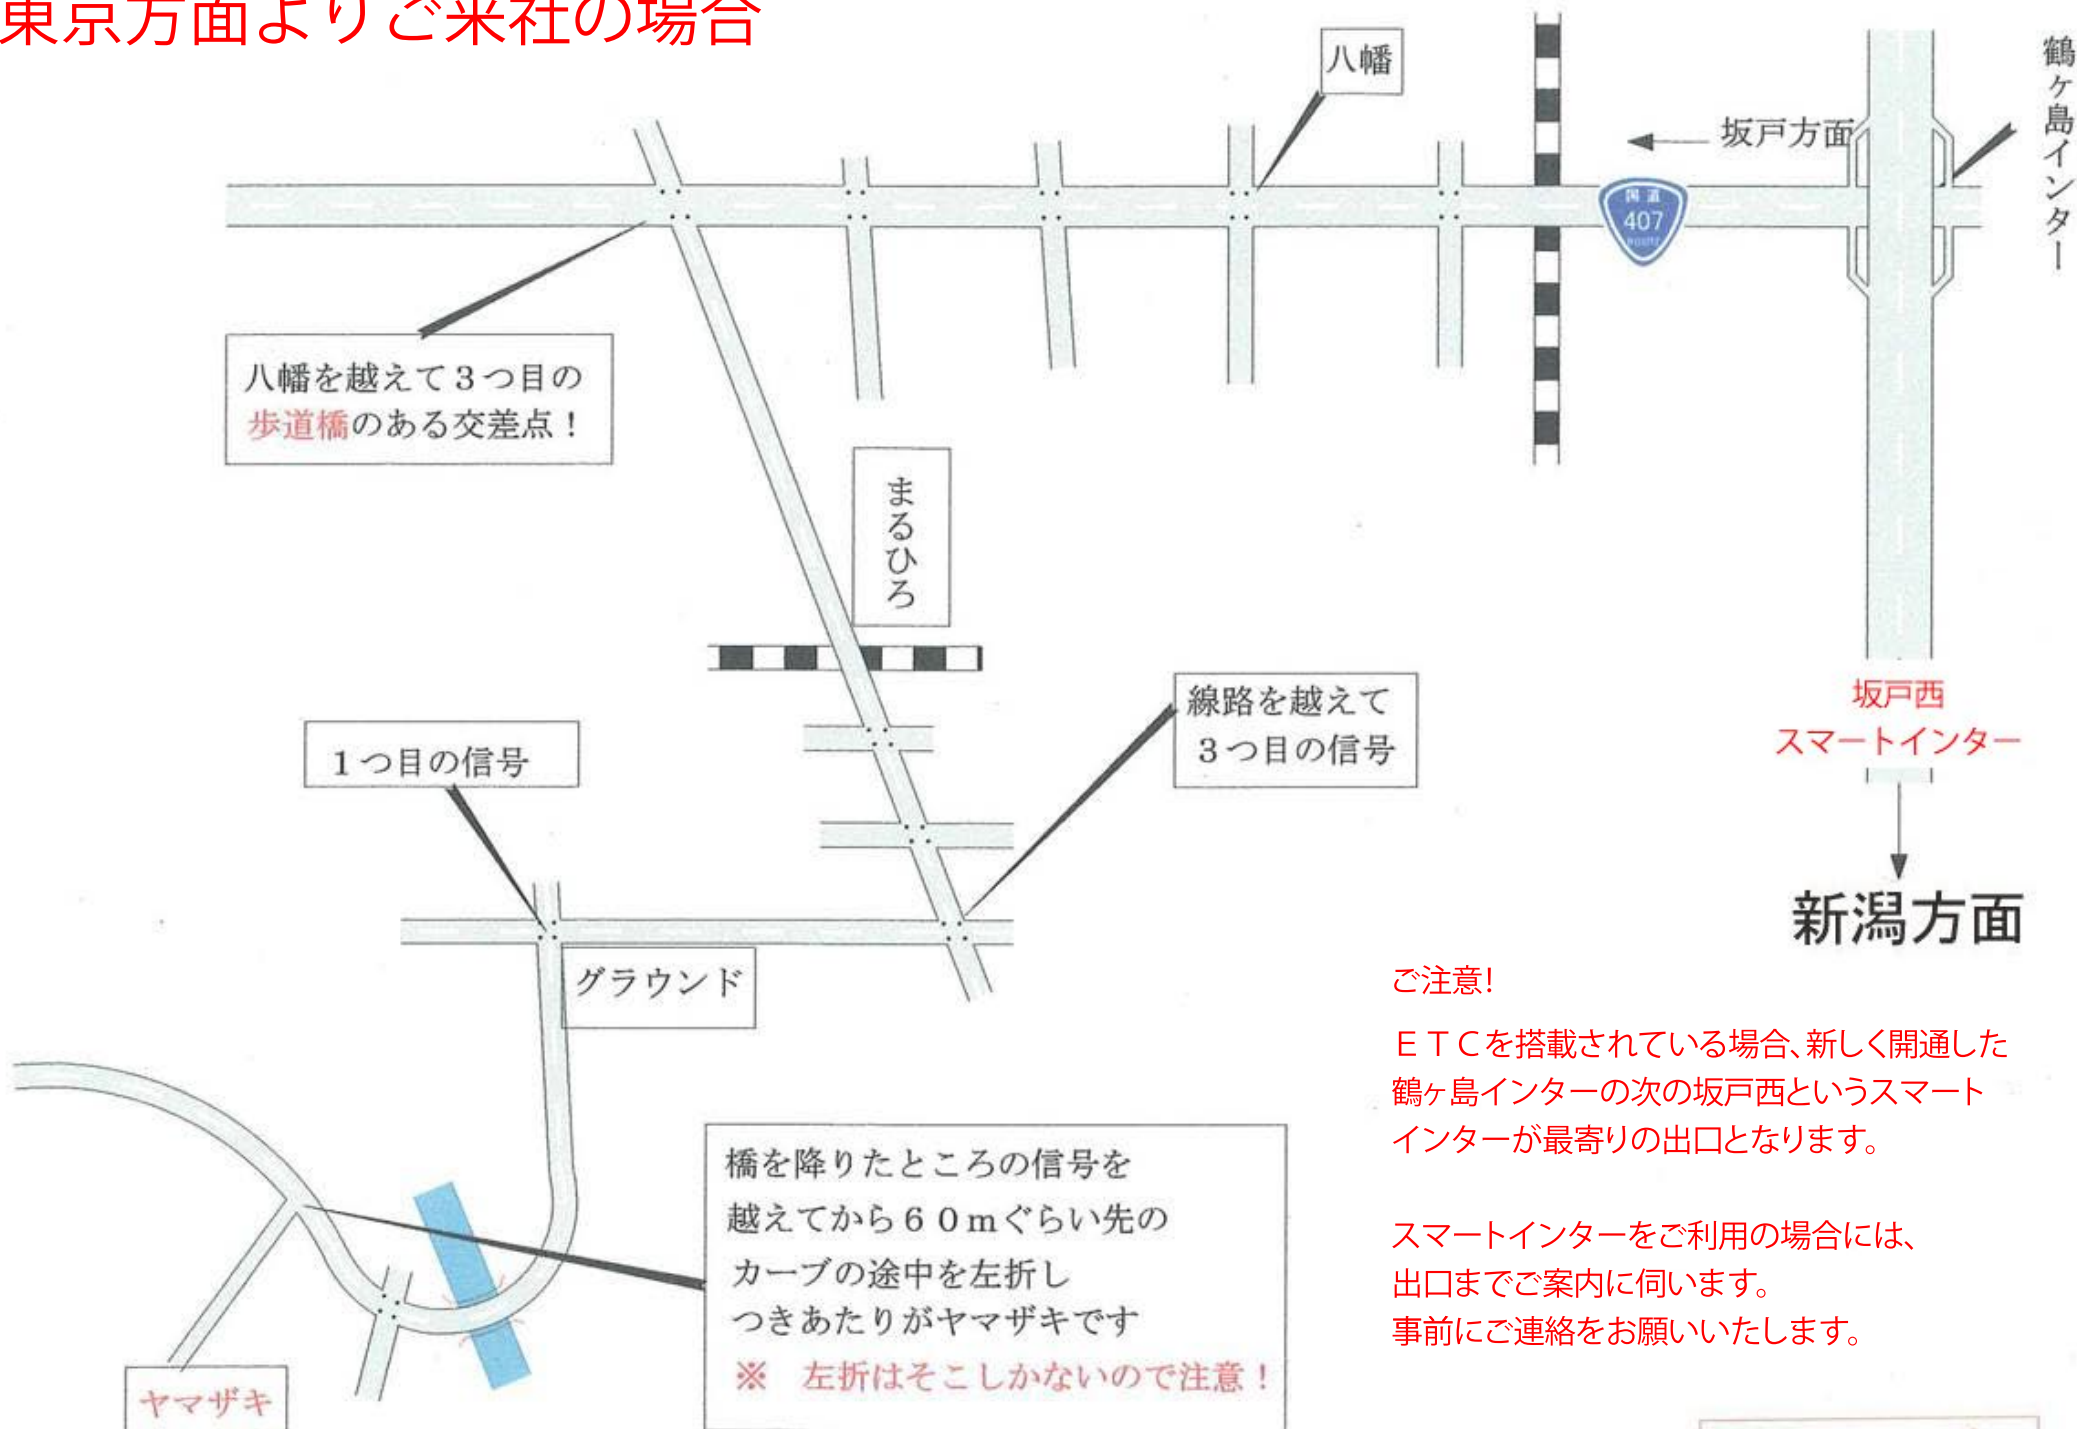 東京方面よりご来社の場合
八幡
鶴ヶ島インター
坂戸方面
国道
407
ROUTE
八幡を越えて３つ目の
歩道橋のある交差点！
まるひろ
線路を越えて
３つ目の信号
坂戸西
スマートインター
１つ目の信号
新潟方面
グラウンド
ご注意！
ＥＴＣを搭載されている場合、新しく開通した
鶴ヶ島インターの次の坂戸西というスマート
インターが最寄りの出口となります。
スマートインターをご利用の場合には、
出口までご案内に伺います。
事前にご連絡をお願いいたします。
橋を降りたところの信号を
越えてから６０mぐらい先の
カーブの途中を左折し
つきあたりがヤマザキです
※　左折はそこしかないので注意！
ヤマザキ